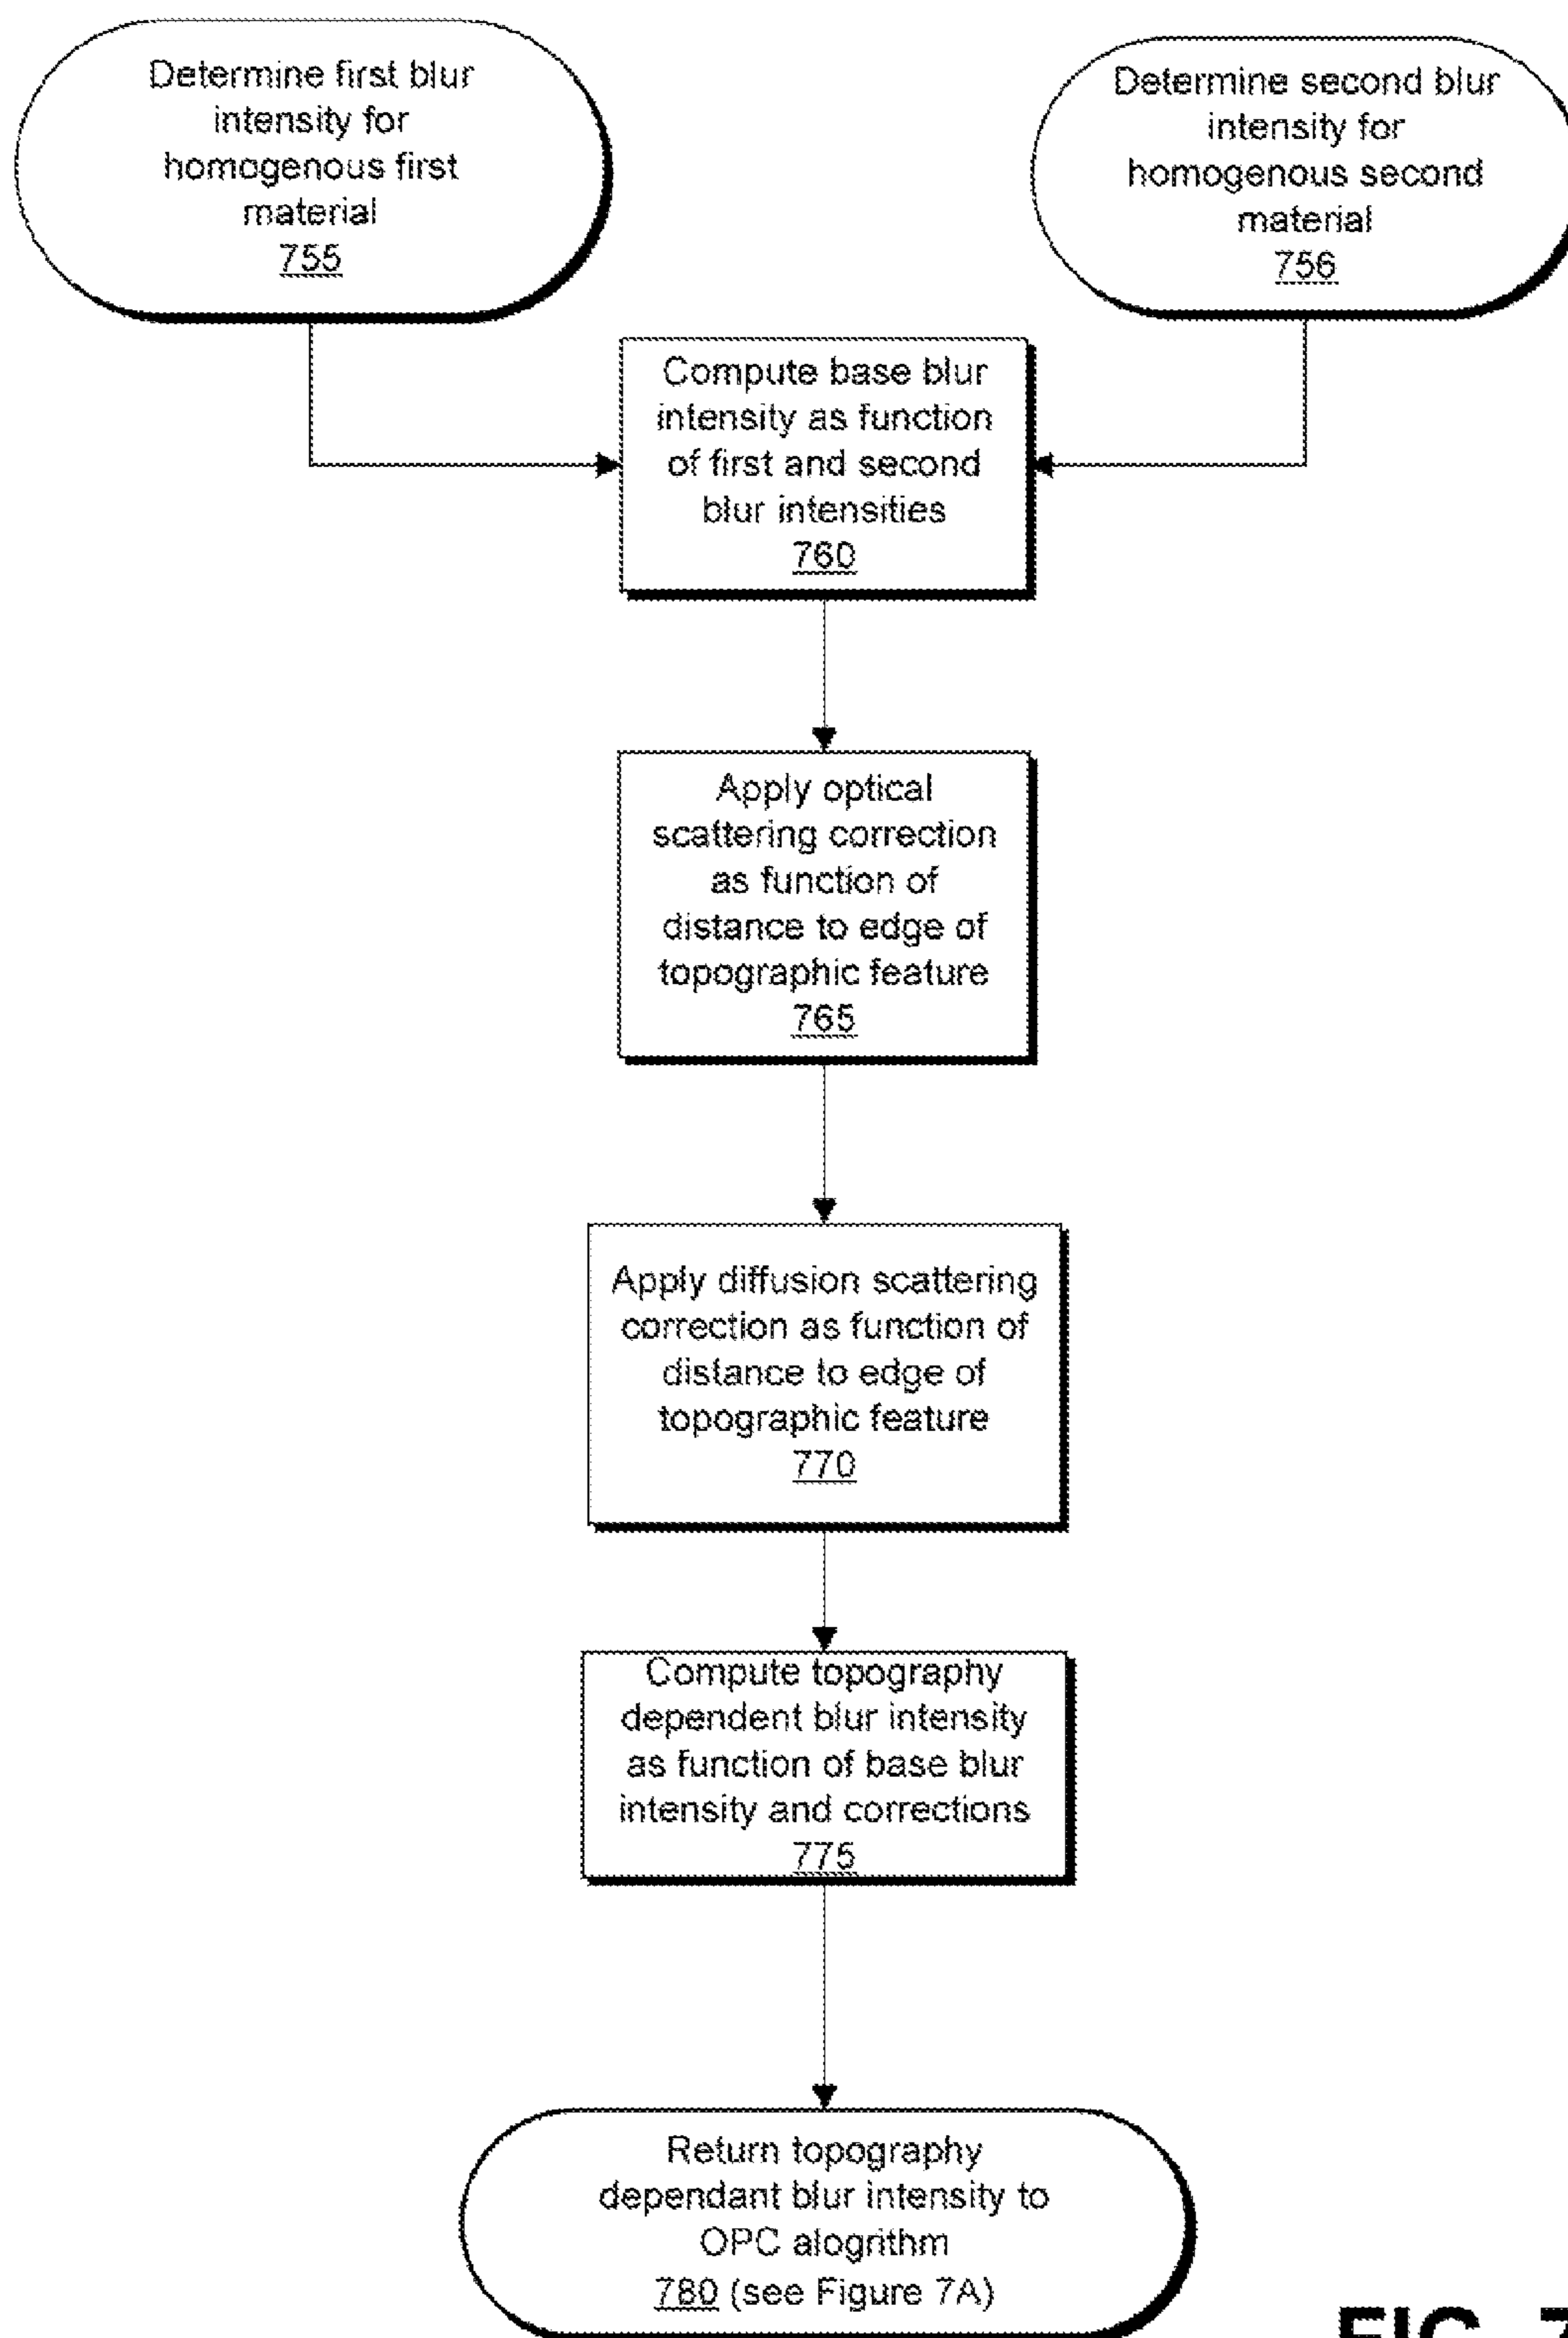 Determine first blur
intensity for
homogenous first
material
755
Determine second blur
intensity for
homogenous second
material
756
Compute base blur
intensity as function
of first and second
blur intensities
760
Apply optical
scattering correction
as function of
distance to edge of
topographic feature
765
Apply diffusion scattering
correction as function of
distance to edge of
topographic feature
770
Compute topography
dependent blur intensity
as function of base blur
intensity and corrections
775
Return topography
dependant blur intensity to
OPC alogrithm
780 (see Figure 7A)
FIG. 7